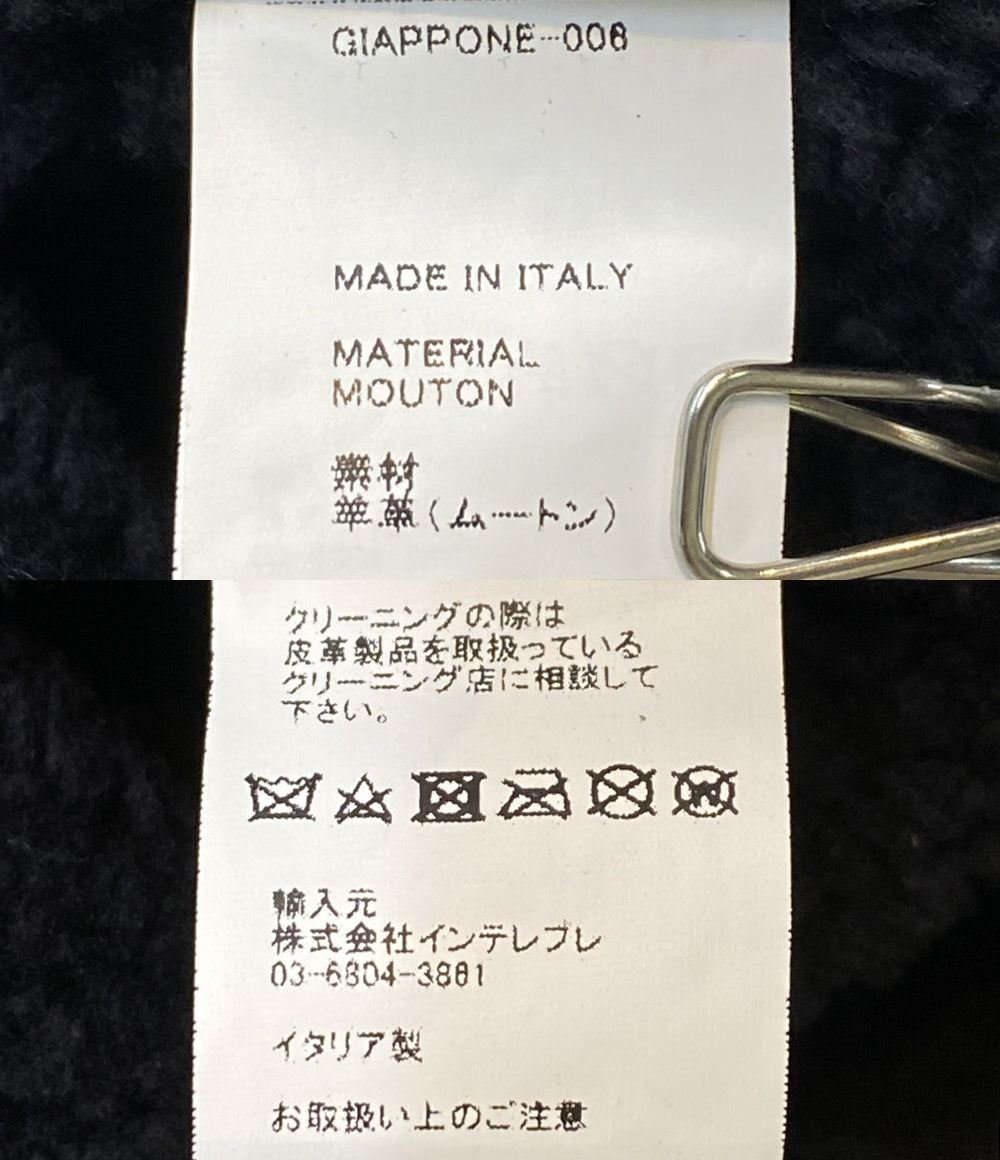 GIAPPONE-006
MADE IN ITALY
MATERIAL
MOUTON
素材
羊革(ムートン)
クリーニングの際は
皮革製品を取扱っている
クリーニング店に相談して
下さい。
W
輸入元
株式会社インテレプレ
03-6804-3861
イタリア製
お取扱い上のご注意